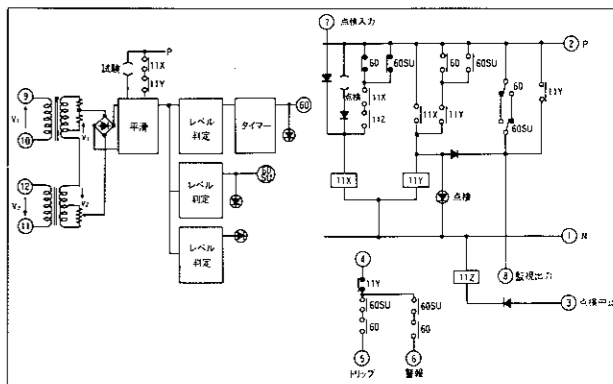 ⑦ 点検入力
P
試験
11X
11Y
60
60SU
60
60SU
② P
⑨
V₁
⑩
v₁
平滑
レベル
判定
タイマー
60
点検
11X
11Z
11X
11Y
60
60SU
11Y
⑫
V₂
⑪
v₂
レベル
判定
レベル
判定
11X
11Y
点検
① N
④
11Y
60SU
60SU
60
60
⑤
トリップ
⑥
警報
11Z
⑧ 監視出力
③ 点検中止